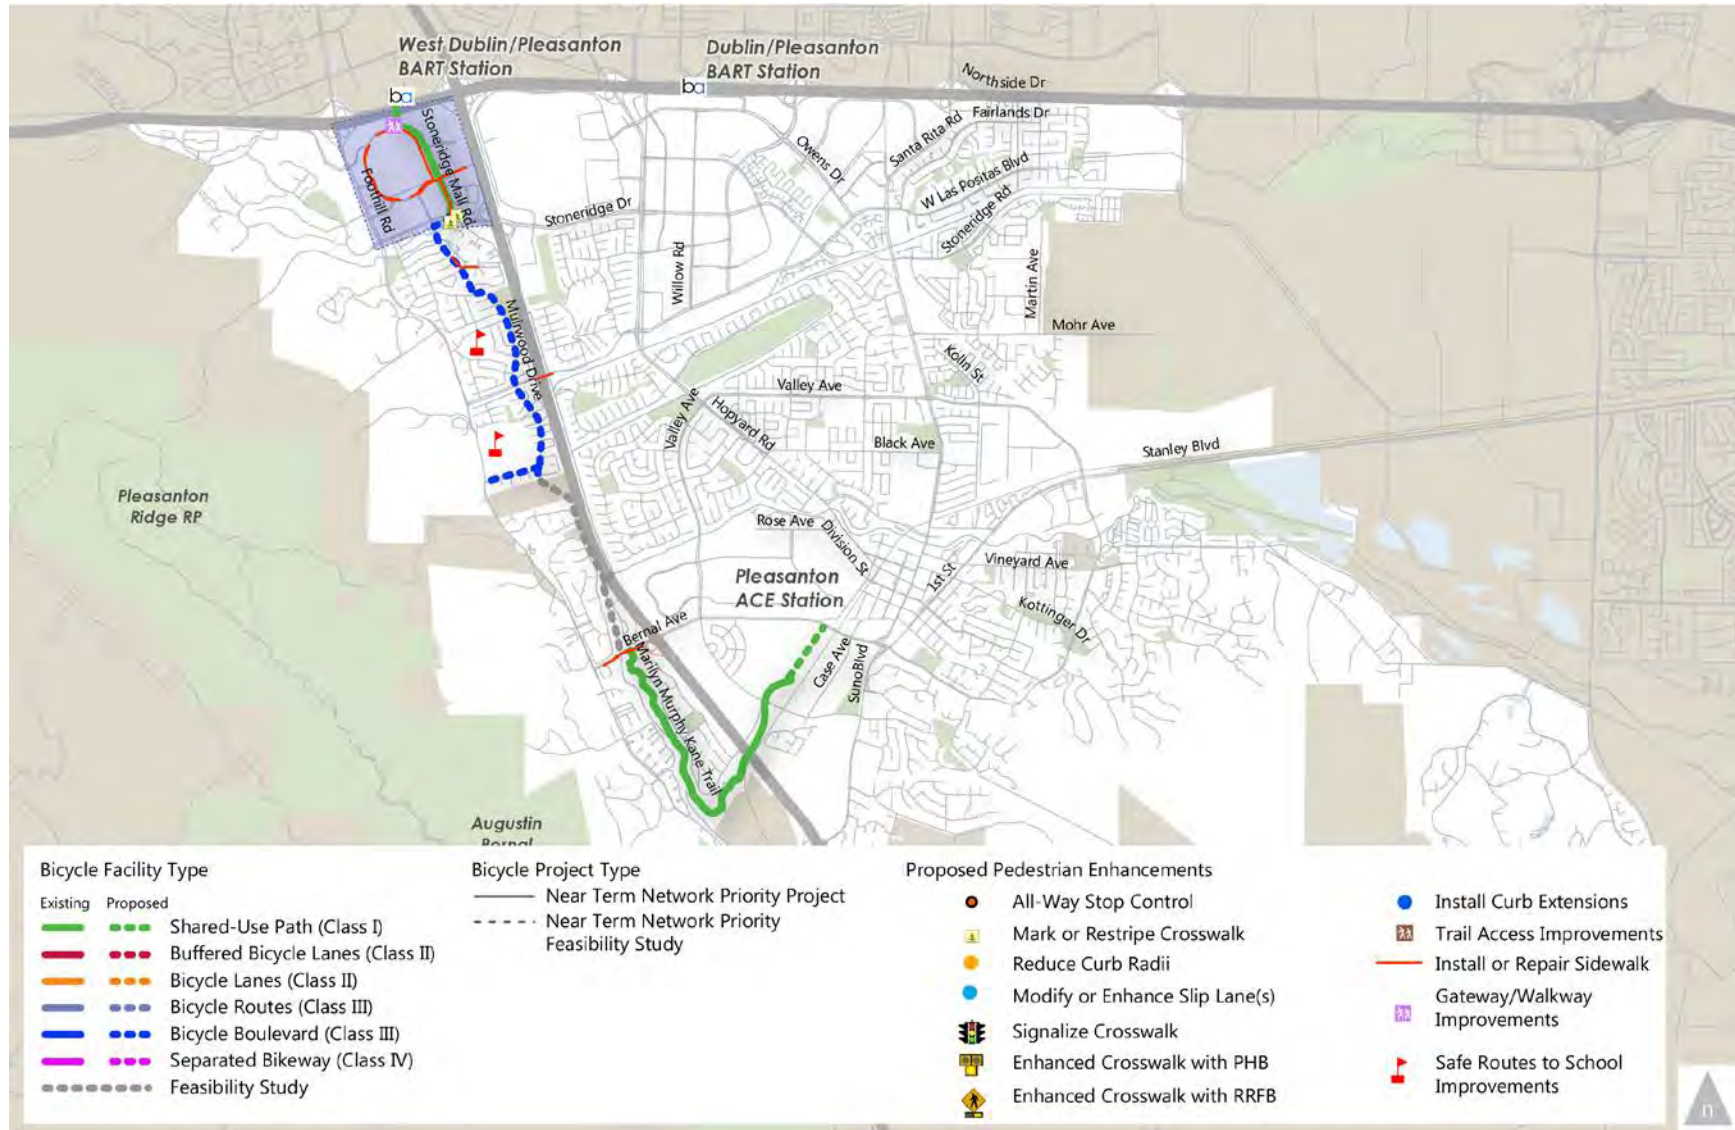 West Dublin/Pleasanton
BART Station
Dublin/Pleasanton
BART Station
ba
ba
Northside Dr
Fairlands Dr
Santa Rita Rd
Owens Dr
W Las Positas Blvd
Stoneridge Rd
Stoneridge Mall Rd
Foothill Rd
Stoneridge Dr
Willow Rd
Martin Ave
Mohr Ave
Muirwood Drive
Kolln St
Valley Ave
Valley Ave
Hopyard Rd
Black Ave
Stanley Blvd
Pleasanton
Ridge RP
Rose Ave
Division St
Vineyard Ave
1st St
Pleasanton
ACE Station
Kottinger Dr
Bernal Ave
Case Ave
SunoBlvd
Marilyn Murphy Kane Trail
Augustin
Bernal
Bicycle Facility Type
Existing Proposed
Shared-Use Path (Class I)
Buffered Bicycle Lanes (Class II)
Bicycle Lanes (Class II)
Bicycle Routes (Class III)
Bicycle Boulevard (Class III)
Separated Bikeway (Class IV)
Feasibility Study
Bicycle Project Type
Near Term Network Priority Project
Near Term Network Priority
Feasibility Study
Proposed Pedestrian Enhancements
All-Way Stop Control
Mark or Restripe Crosswalk
Reduce Curb Radii
Modify or Enhance Slip Lane(s)
Signalize Crosswalk
Enhanced Crosswalk with PHB
Enhanced Crosswalk with RRFB
Install Curb Extensions
Trail Access Improvements
Install or Repair Sidewalk
Gateway/Walkway
Improvements
Safe Routes to School
Improvements
n